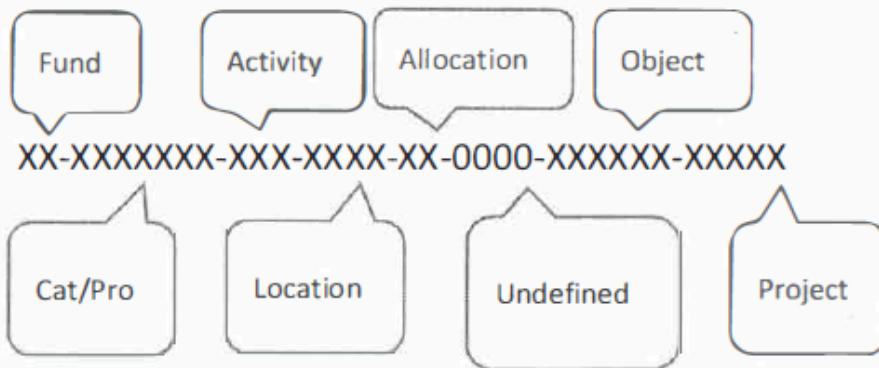 Fund Activity Allocation Object
XX-XXXXXXX-XXX-XXXX-XX-0000-XXXXXX-XXXXX
Cat/Pro Location Undefined Project